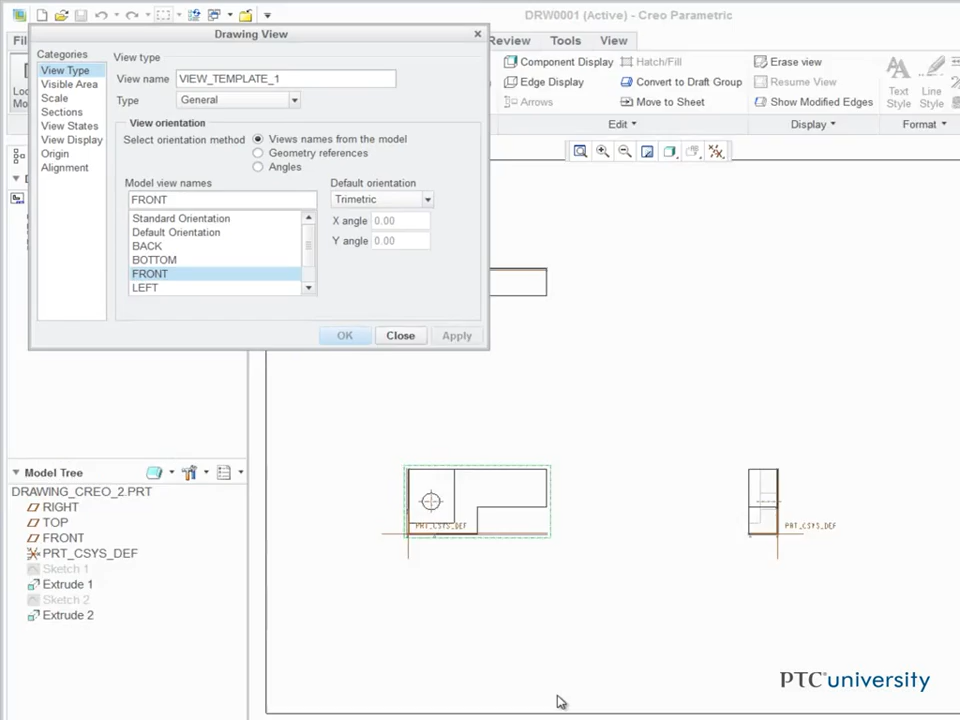 DRW0001 (Active) - Creo Parametric
Drawing View
Review
Tools
View
Categories
View Type
Visible Area
Scale
Sections
View States
View Display
Origin
Alignment
View type
View name VIEW_TEMPLATE_1
Type General
View orientation
Select orientation method
Views names from the model
Geometry references
Angles
Model view names
FRONT
Standard Orientation
Default Orientation
BACK
BOTTOM
FRONT
LEFT
Default orientation
Trimetric
X angle 0.00
Y angle 0.00
OK
Close
Apply
Component Display
Hatch/Fill
Edge Display
Convert to Draft Group
Arrows
Move to Sheet
Edit
Erase view
Resume View
Show Modified Edges
Display
Text Style
Line Style
Format
Model Tree
DRAWING_CREO_2.PRT
RIGHT
TOP
FRONT
PRT_CSYS_DEF
Sketch 1
Extrude 1
Sketch 2
Extrude 2
PRT_CSYS_DEF
PRT_CSYS_DEF
PTC university